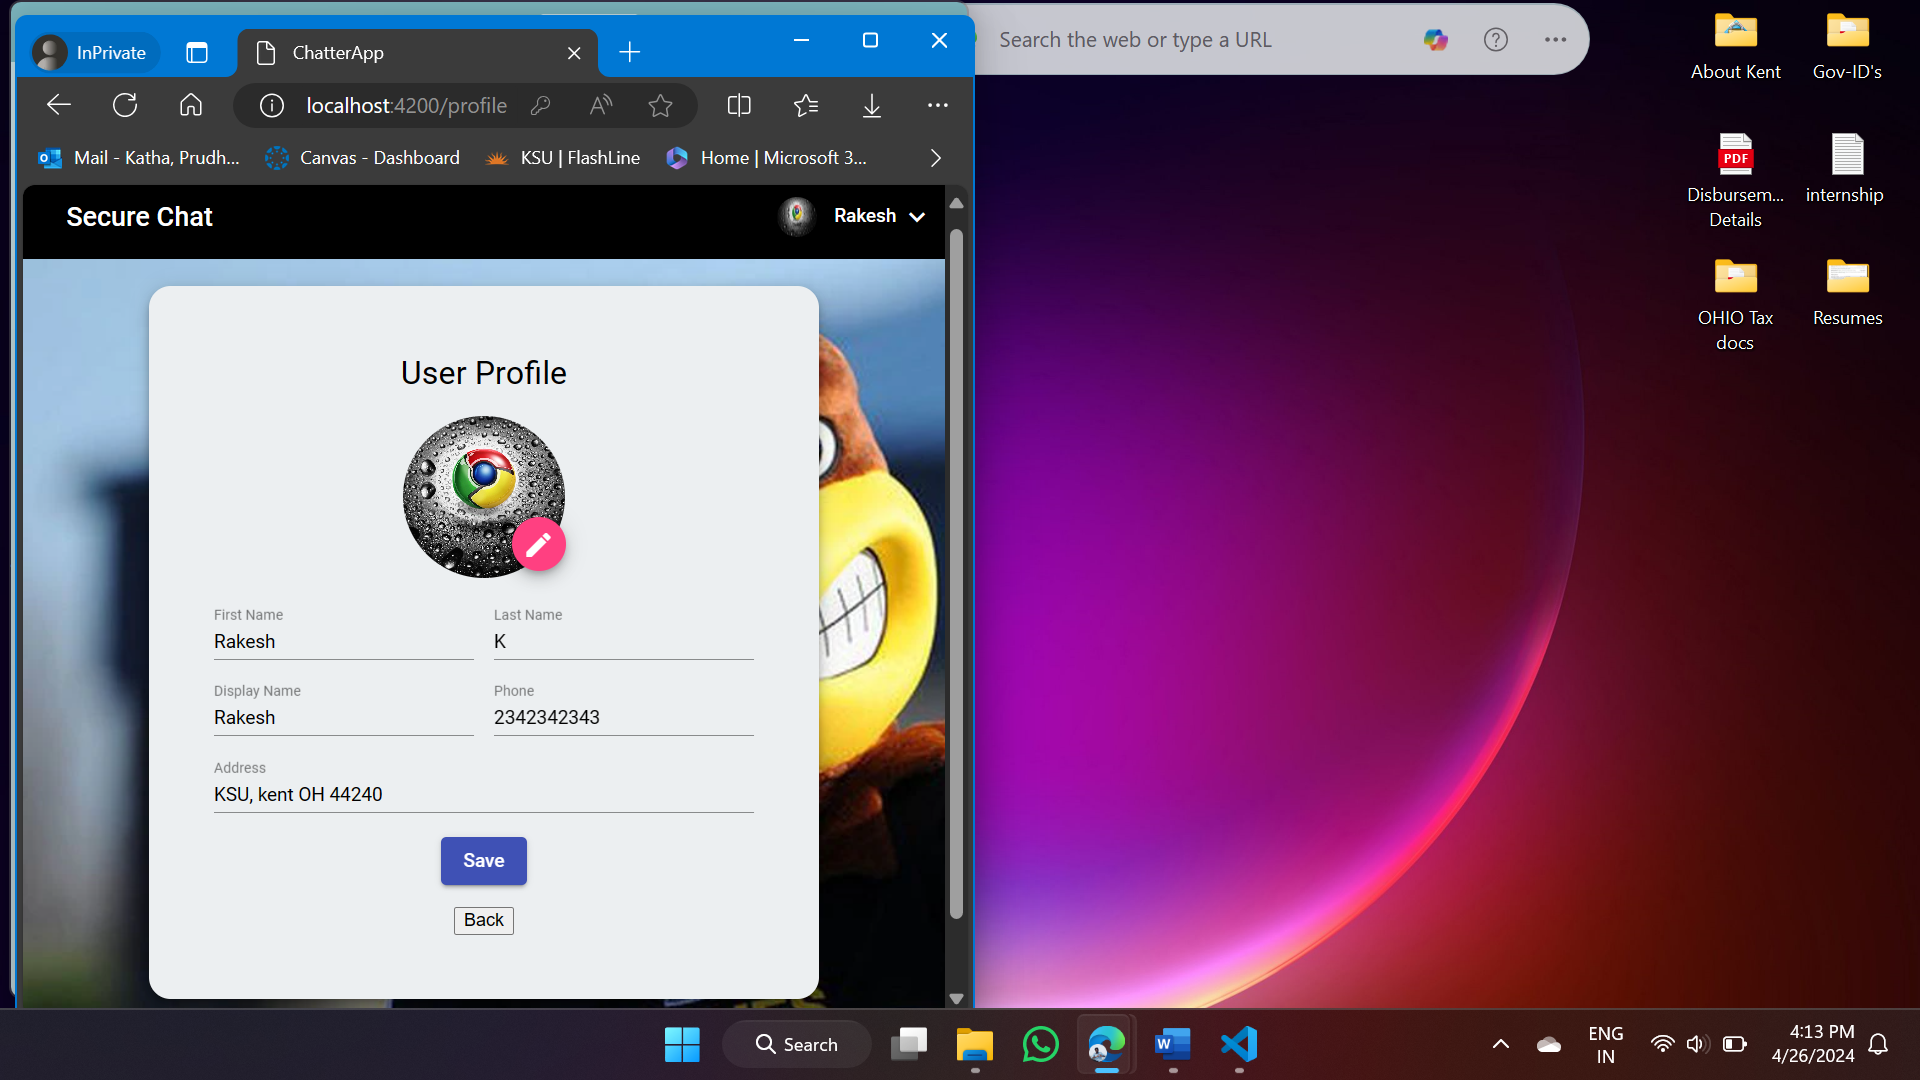 InPrivate
ChatterApp
Search the web or type a URL
localhost:4200/profile
Mail - Katha, Prudh...
Canvas - Dashboard
KSU | FlashLine
Home | Microsoft 3...
Secure Chat
Rakesh
User Profile
First Name
Rakesh
Last Name
K
Display Name
Rakesh
Phone
2342342343
Address
KSU, kent OH 44240
Save
Back
About Kent
Gov-ID's
PDF
Disbursem...
Details
internship
OHIO Tax
docs
Resumes
Search
W
ENG
IN
4:13 PM
4/26/2024